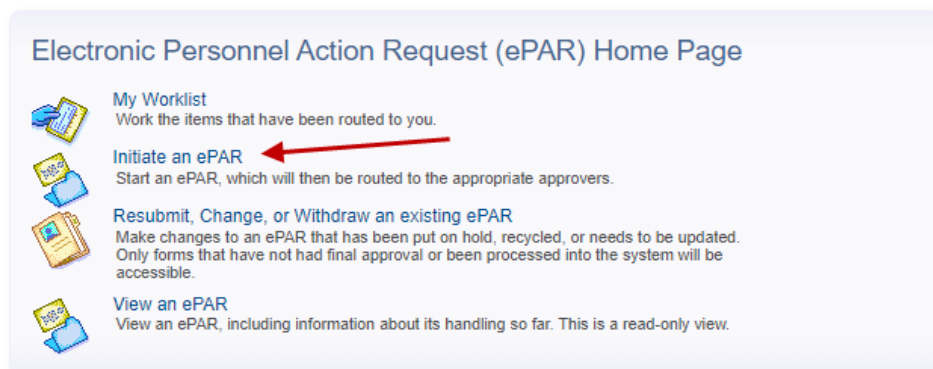 Electronic Personnel Action Request (ePAR) Home Page
My Worklist
Work the items that have been routed to you.
Initiate an ePAR
Start an ePAR, which will then be routed to the appropriate approvers.
Resubmit, Change, or Withdraw an existing ePAR
Make changes to an ePAR that has been put on hold, recycled, or needs to be updated.
Only forms that have not had final approval or been processed into the system will be
accessible.
View an ePAR
View an ePAR, including information about its handling so far. This is a read-only view.